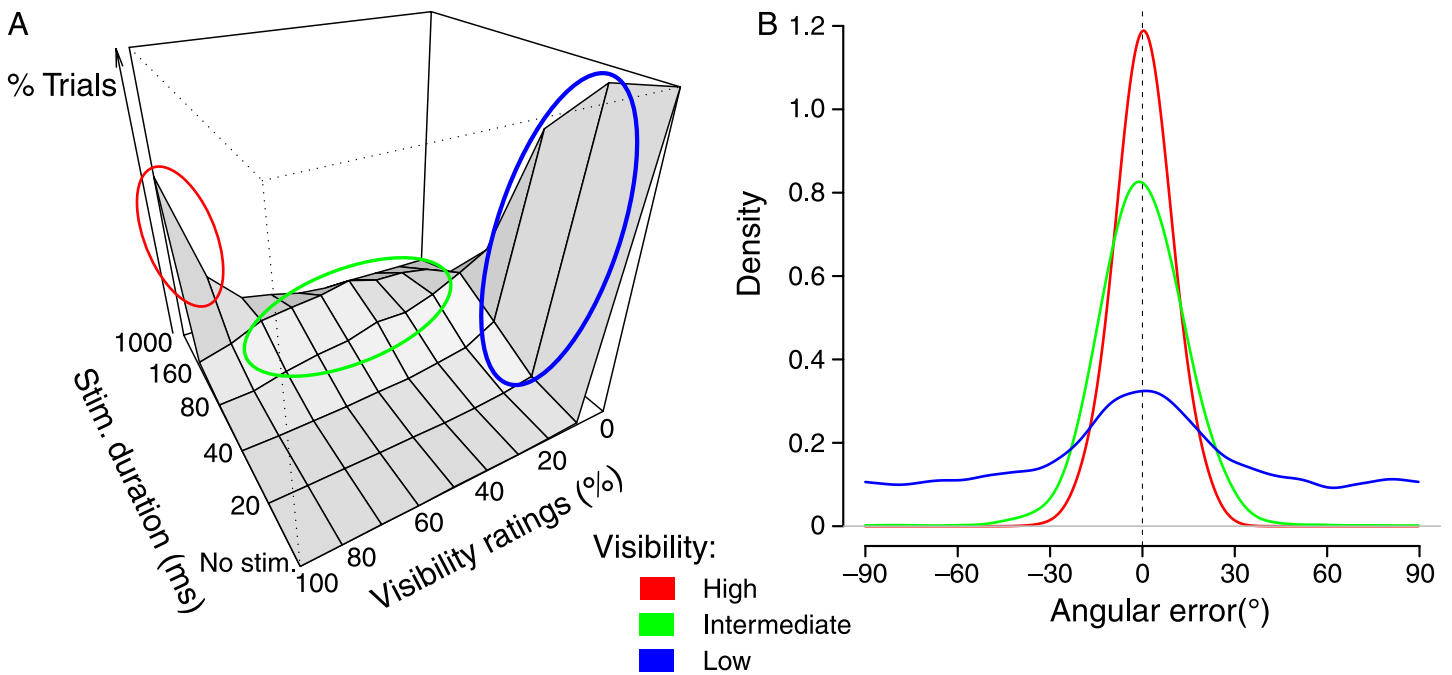 A
% Trials
1000
160
80
40
20
No stim.
Stim. duration (ms)
100
80
60
40
20
0
Visibility ratings (%)
Visibility:
High
Intermediate
Low
B
1.2
1.0
0.8
0.6
0.4
0.2
0
Density
−90
−60
−30
0
30
60
90
Angular error(°)